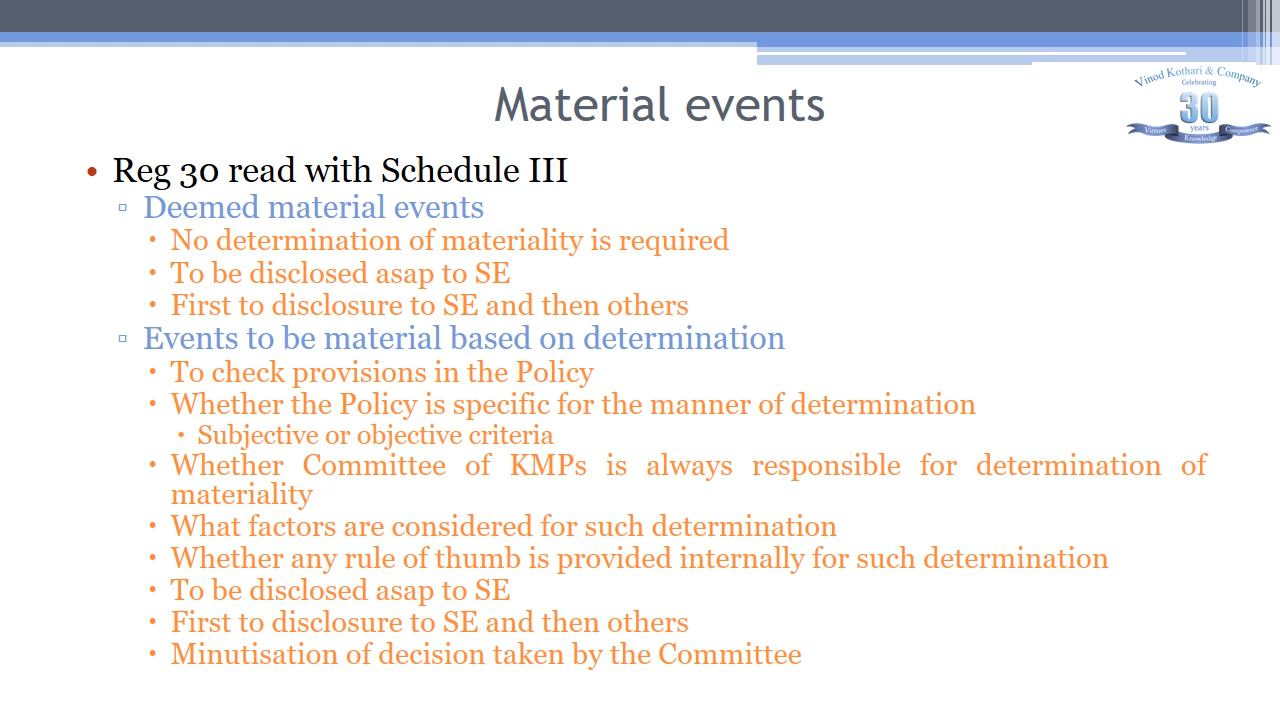 Vinod Kothari & Company
Celebrating
30
years
Virtues
Knowledge
Competence
Material events
• Reg 30 read with Schedule III
▫ Deemed material events
• No determination of materiality is required
• To be disclosed asap to SE
• First to disclosure to SE and then others
▫ Events to be material based on determination
• To check provisions in the Policy
• Whether the Policy is specific for the manner of determination
• Subjective or objective criteria
• Whether Committee of KMPs is always responsible for determination of
materiality
• What factors are considered for such determination
• Whether any rule of thumb is provided internally for such determination
• To be disclosed asap to SE
• First to disclosure to SE and then others
• Minutisation of decision taken by the Committee